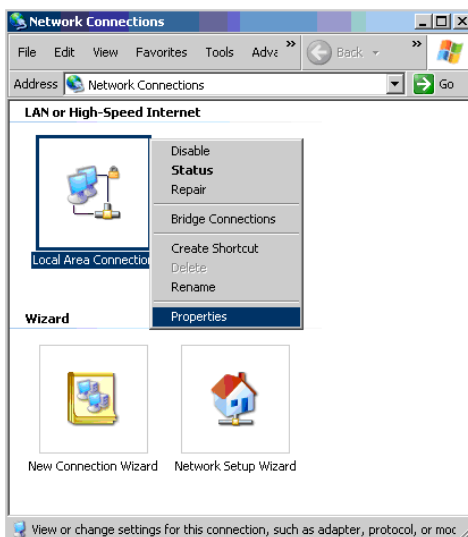 Network Connections
File Edit View Favorites Tools Adva » Back »
Address Network Connections Go
LAN or High-Speed Internet
Local Area Connection
Disable
Status
Repair
Bridge Connections
Create Shortcut
Delete
Rename
Properties
Wizard
New Connection Wizard Network Setup Wizard
View or change settings for this connection, such as adapter, protocol, or moc